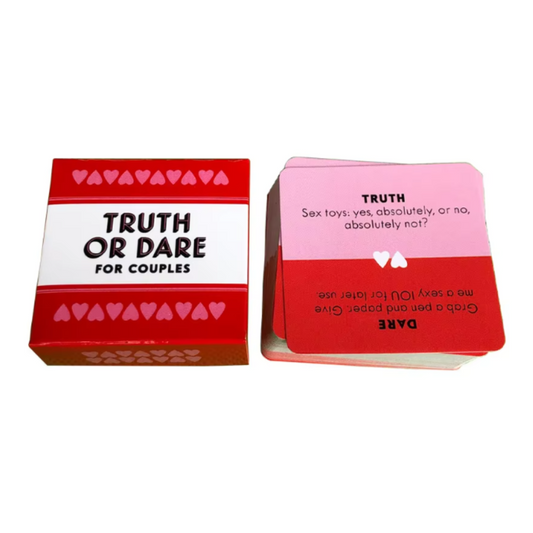 TRUTH
OR DARE
FOR COUPLES
TRUTH
Sex toys: yes, absolutely, or no,
absolutely not?
DARE
Grab a pen and paper. Give
me a sexy IOU for later use.